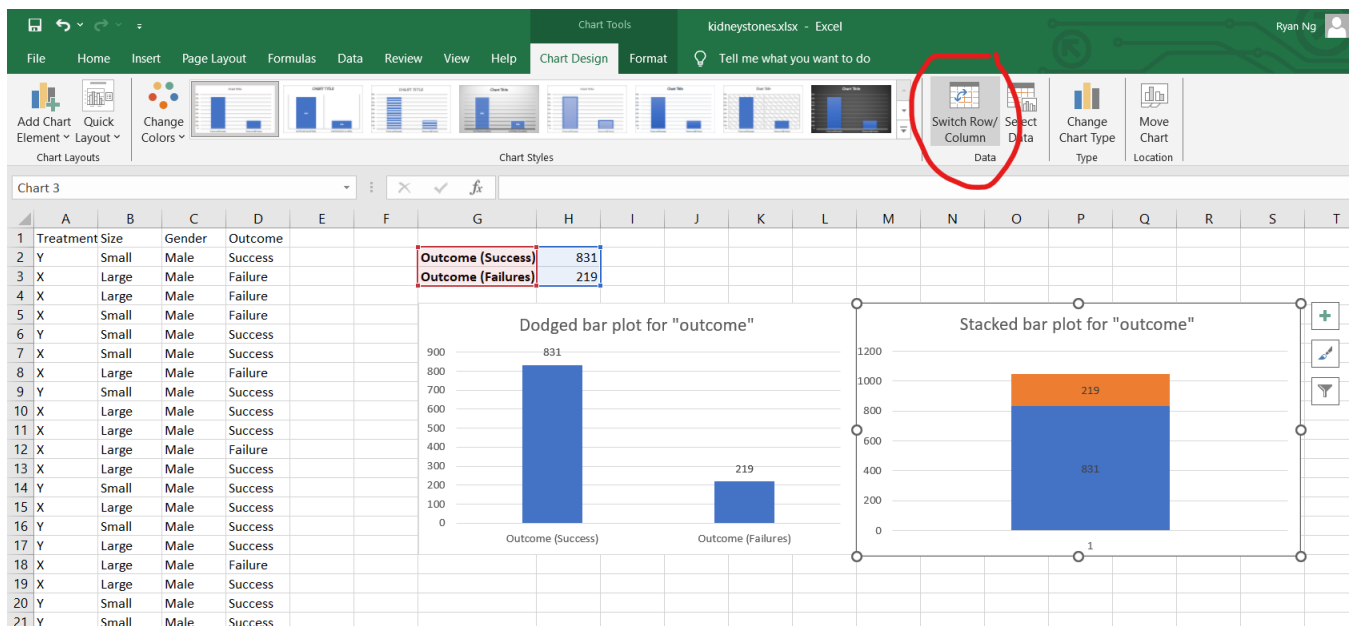 Chart Tools
kidneystones.xlsx - Excel
Ryan Ng
File Home Insert Page Layout Formulas Data Review View Help Chart Design Format Tell me what you want to do
Add Chart Element
Quick Layout
Change Colors
Switch Row/ Column
Select Data
Change Chart Type
Move Chart
Chart Layouts
Chart Styles
Data
Type
Location
Chart 3
fx
A B C D E F G H I J K L M N O P Q R S T
1 Treatment Size Gender Outcome
2 Y Small Male Success Outcome (Success) 831
3 X Large Male Failure Outcome (Failures) 219
4 X Large Male Failure
5 X Small Male Failure
6 Y Small Male Success
7 X Small Male Success
8 X Large Male Failure
9 Y Small Male Success
10 X Large Male Success
11 X Large Male Success
12 X Large Male Failure
13 X Large Male Success
14 Y Small Male Success
15 X Large Male Success
16 Y Small Male Success
17 Y Large Male Success
18 X Large Male Failure
19 X Large Male Success
20 Y Small Male Success
21 Y Small Male Success
Dodged bar plot for "outcome"
900
800
700
600
500
400
300
200
100
0
831
219
Outcome (Success)
Outcome (Failures)
Stacked bar plot for "outcome"
1200
1000
800
600
400
200
0
219
831
1